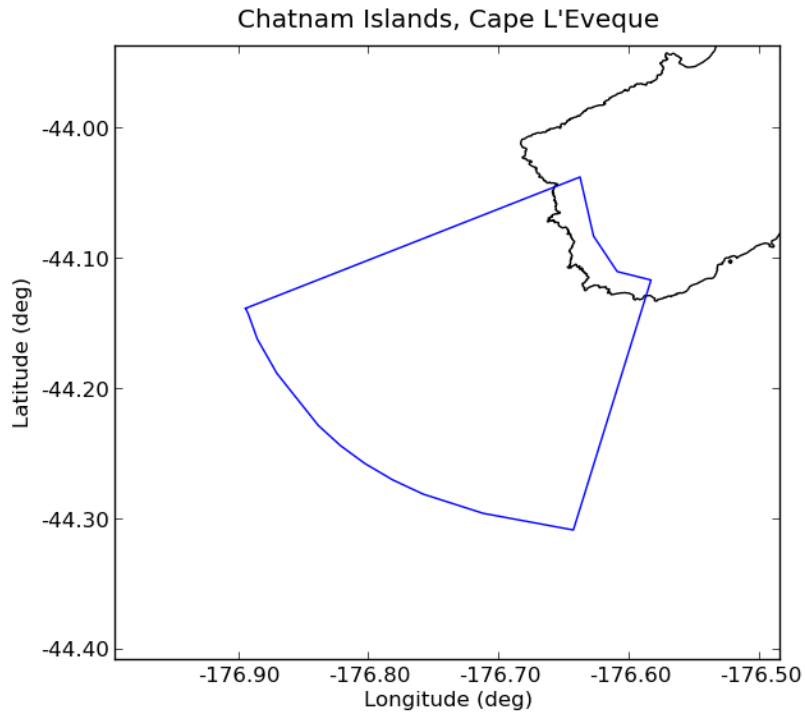 Chatnam Islands, Cape L'Eveque
-44.00
-44.10
-44.20
-44.30
-44.40
Latitude (deg)
-176.90 -176.80 -176.70 -176.60 -176.50
Longitude (deg)